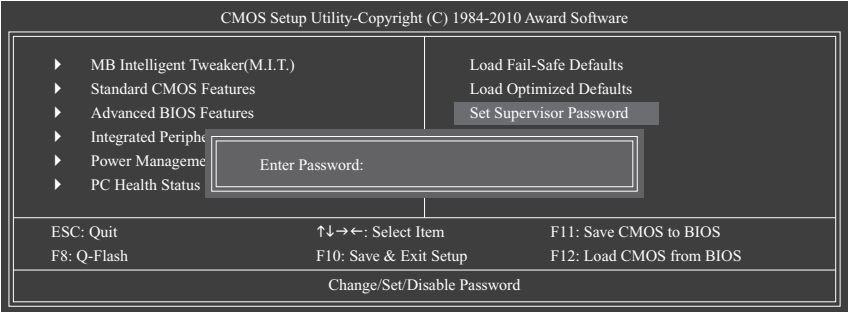 CMOS Setup Utility-Copyright (C) 1984-2010 Award Software
MB Intelligent Tweaker(M.I.T.)
Standard CMOS Features
Advanced BIOS Features
Integrated Periphe
Power Manageme
PC Health Status
Load Fail-Safe Defaults
Load Optimized Defaults
Set Supervisor Password
Enter Password:
ESC: Quit
↑↓→←: Select Item
F11: Save CMOS to BIOS
F8: Q-Flash
F10: Save & Exit Setup
F12: Load CMOS from BIOS
Change/Set/Disable Password